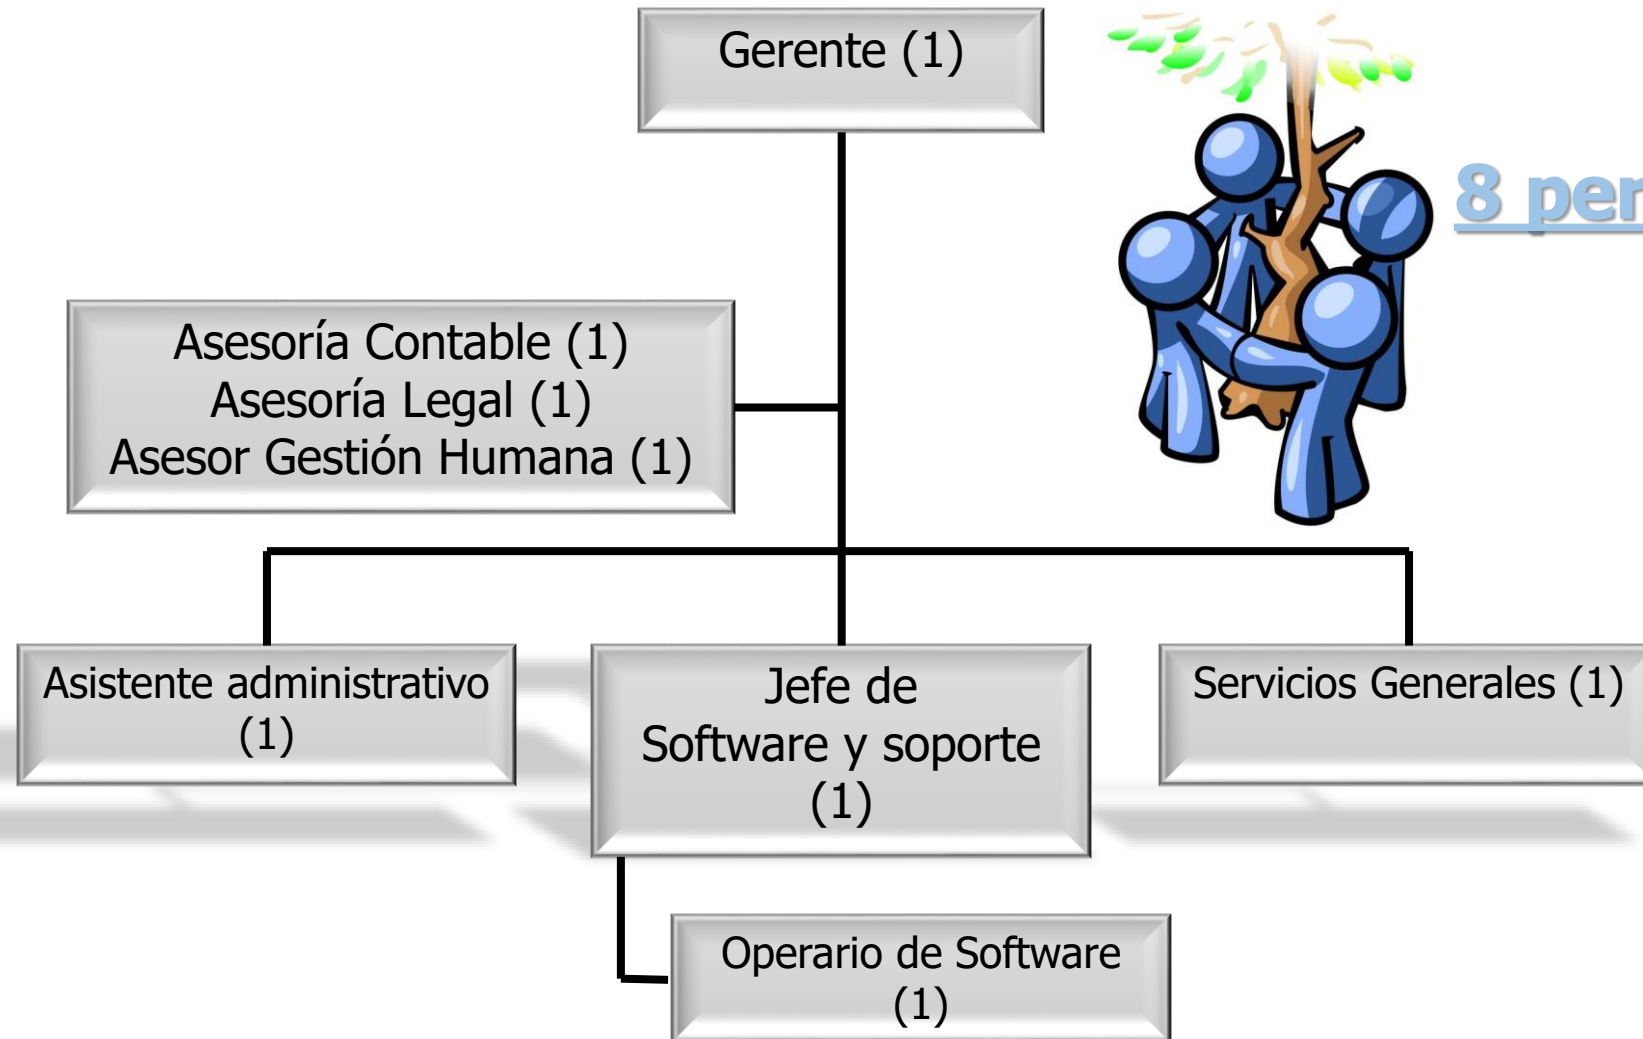 Gerente (1)
8 per
Asesoría Contable (1)
Asesoría Legal (1)
Asesor Gestión Humana (1)
Asistente administrativo
(1)
Jefe de
Software y soporte
(1)
Servicios Generales (1)
Operario de Software
(1)